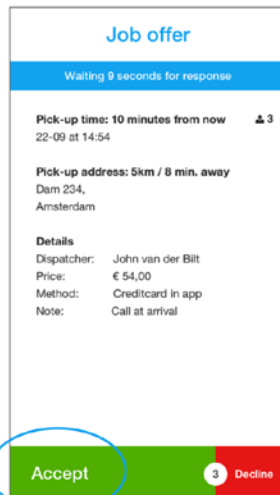 Job offer
Waiting 9 seconds for response
Pick-up time: 10 minutes from now 3
22-09 at 14:54
Pick-up address: 5km / 8 min. away
Dam 234,
Amsterdam
Details
Dispatcher: John van der Bilt
Price: € 54,00
Method: Creditcard in app
Note: Call at arrival
Accept 3 Decline